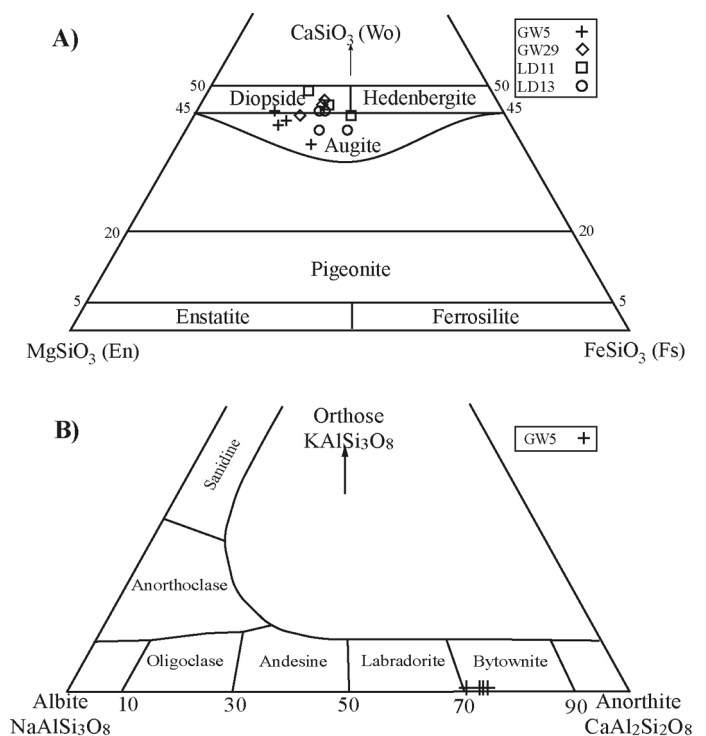 A)
CaSiO3 (Wo)
GW5
GW29
LD11
LD13
50
50
Diopside
Hedenbergite
45
45
Augite
20
20
Pigeonite
5
5
Enstatite
Ferrosilite
MgSiO3 (En)
FeSiO3 (Fs)
B)
Orthose
KAlSi3O8
GW5
Sanidine
Anorthoclase
Oligoclase
Andesine
Labradorite
Bytownite
Albite
10
30
50
70
90
Anorthite
NaAlSi3O8
CaAl2Si2O8